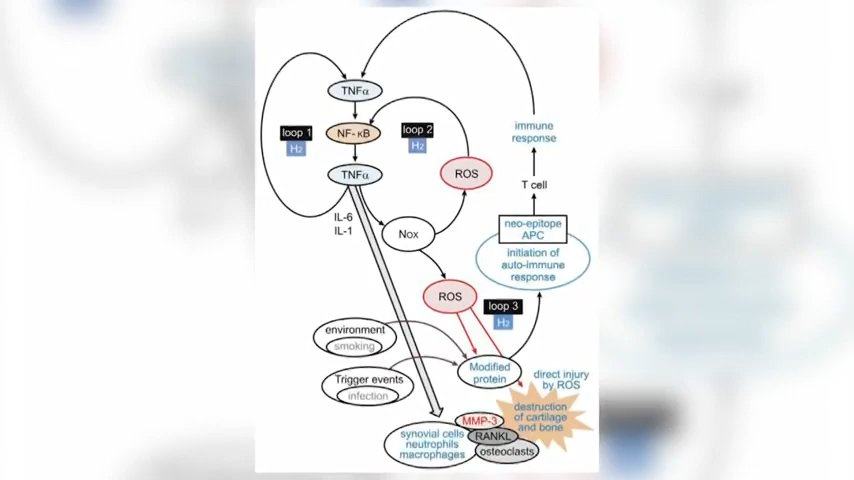 TNFα
immune
response
loop 1
H₂
NF-κB
loop 2
H₂
TNFα
ROS
T cell
IL-6
IL-1
Nox
neo-epitope
APC
initiation of
auto-immune
response
ROS
loop 3
H₂
environment
smoking
Modified
protein
direct injury
by ROS
Trigger events
infection
destruction
of cartilage
and bone
MMP-3
RANKL
synovial cells
neutrophils
macrophages
osteoclasts